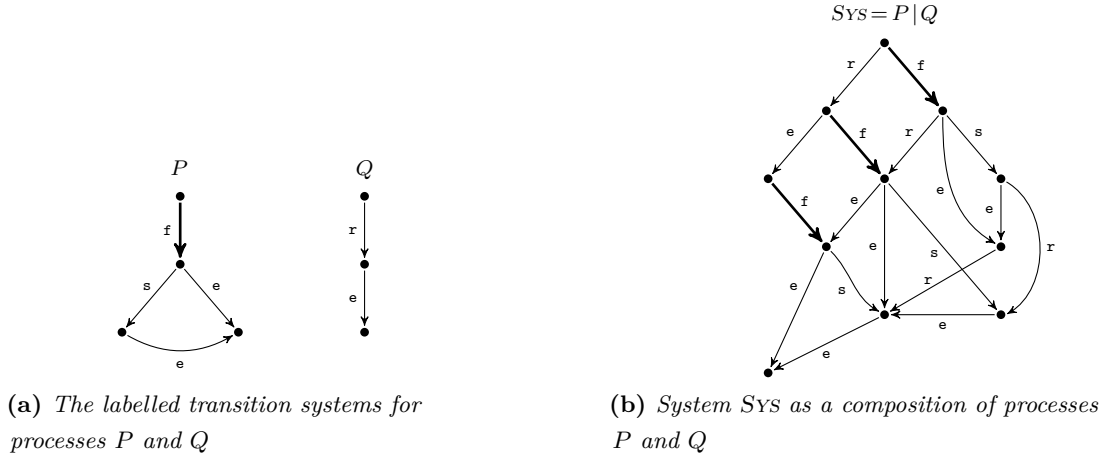 SYS = P | Q
r
f
e
f
r
s
P
Q
f
e
e
e
f
r
e
s
r
s
e
s
e
r
e
s
e
e
e
(a) The labelled transition systems for
processes P and Q
(b) System SYS as a composition of processes
P and Q